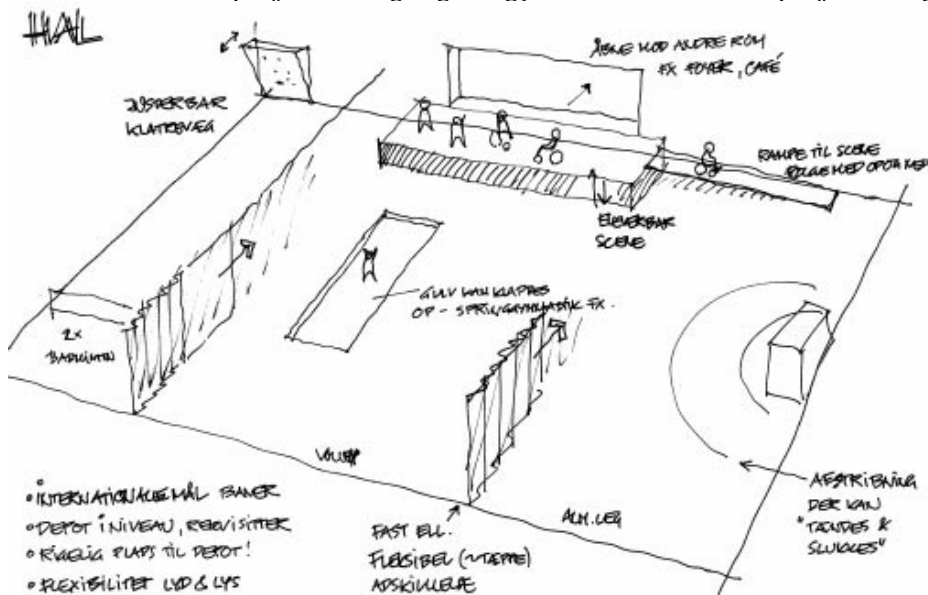 HAL
JUSTERBAR
KLATREVÆG
ÅBNE MOD ANDRE ROM
FX FOYER, CAFÉ
RAMPE TIL SCENE
MED
ELEVERBAR
SCENE
GULV KAN KLAPPES
OP - SPRINGGYMNASTIK FX.
2x
BADMINTON
VOLLEY
ALM. LEG
AFSTRIBNING
DER KAN
"TÆNDES &
SLUKKES"
FAST ELL.
FLEKSIBEL (~TÆPPE)
ADSKILLELSE
• INTERNATIONALE MÅL BANER
• DEPOT I NIVEAU, REKVISITTER
• RIGELIG PLADS TIL DEPOT!
• FLEXIBILITET LYD & LYS